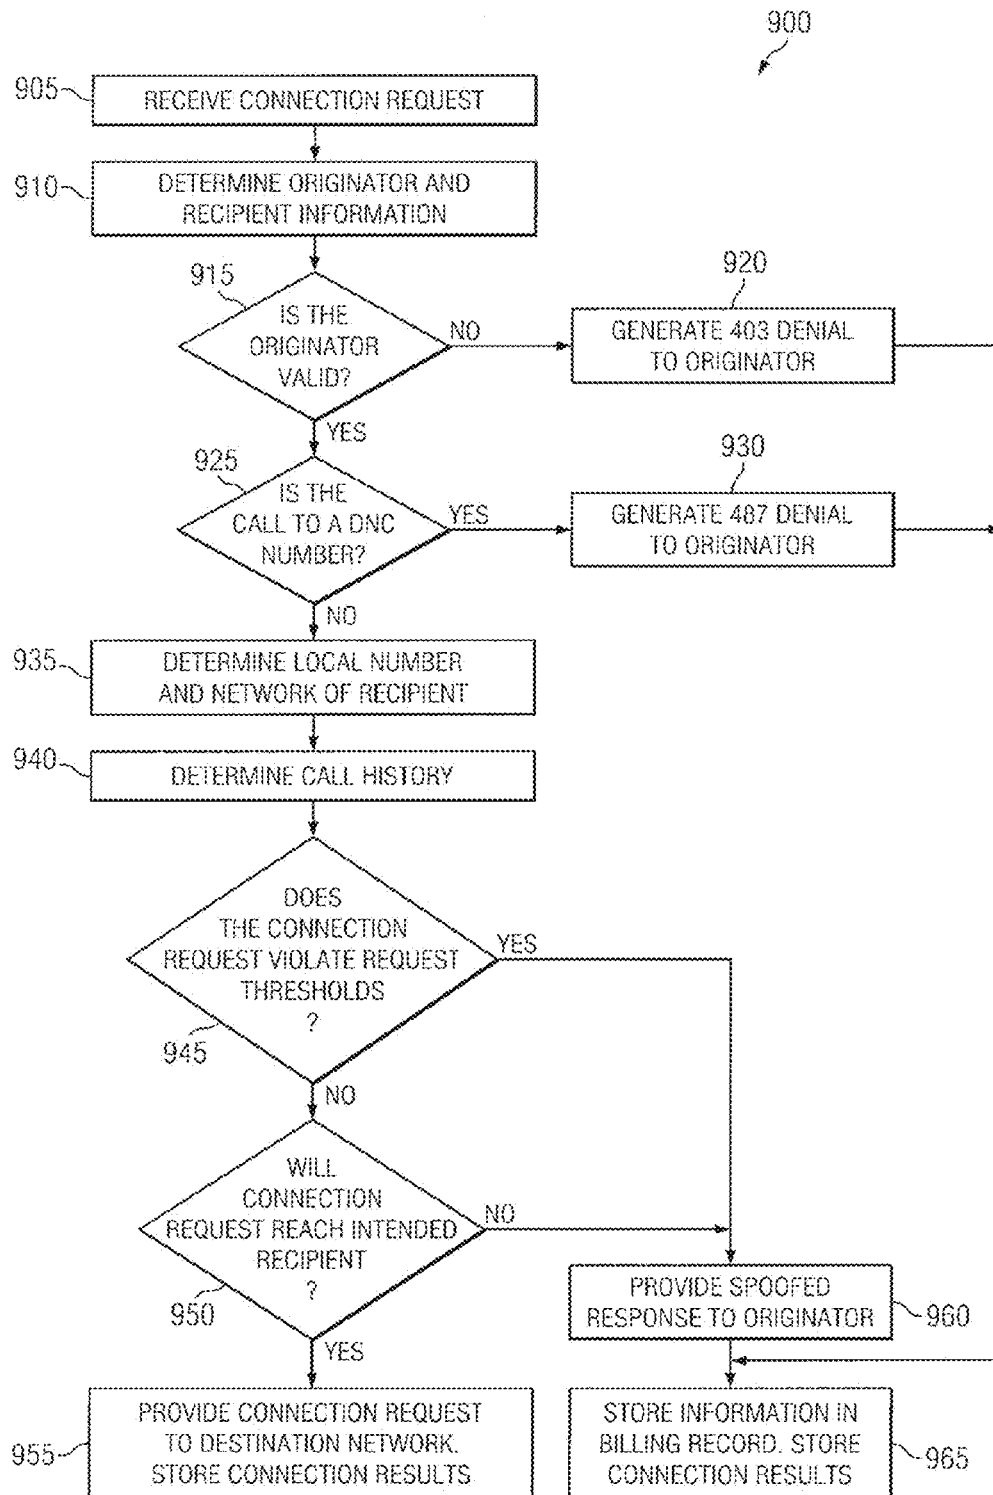 900
905
RECEIVE CONNECTION REQUEST
910
DETERMINE ORIGINATOR AND
RECIPIENT INFORMATION
915
IS THE
ORIGINATOR
VALID?
NO
920
GENERATE 403 DENIAL
TO ORIGINATOR
YES
925
IS THE
CALL TO A DNC
NUMBER?
YES
930
GENERATE 487 DENIAL
TO ORIGINATOR
NO
935
DETERMINE LOCAL NUMBER
AND NETWORK OF RECIPIENT
940
DETERMINE CALL HISTORY
DOES
THE CONNECTION
REQUEST VIOLATE REQUEST
THRESHOLDS
?
945
YES
NO
WILL
CONNECTION
REQUEST REACH INTENDED
RECIPIENT
?
950
NO
YES
PROVIDE SPOOFED
RESPONSE TO ORIGINATOR
960
955
PROVIDE CONNECTION REQUEST
TO DESTINATION NETWORK.
STORE CONNECTION RESULTS
STORE INFORMATION IN
BILLING RECORD. STORE
CONNECTION RESULTS
965